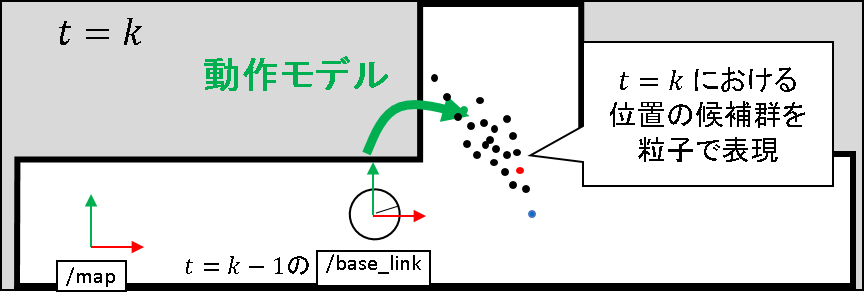 t = k
動作モデル
t = k における
位置の候補群を
粒子で表現
/map
t = k − 1の
/base_link